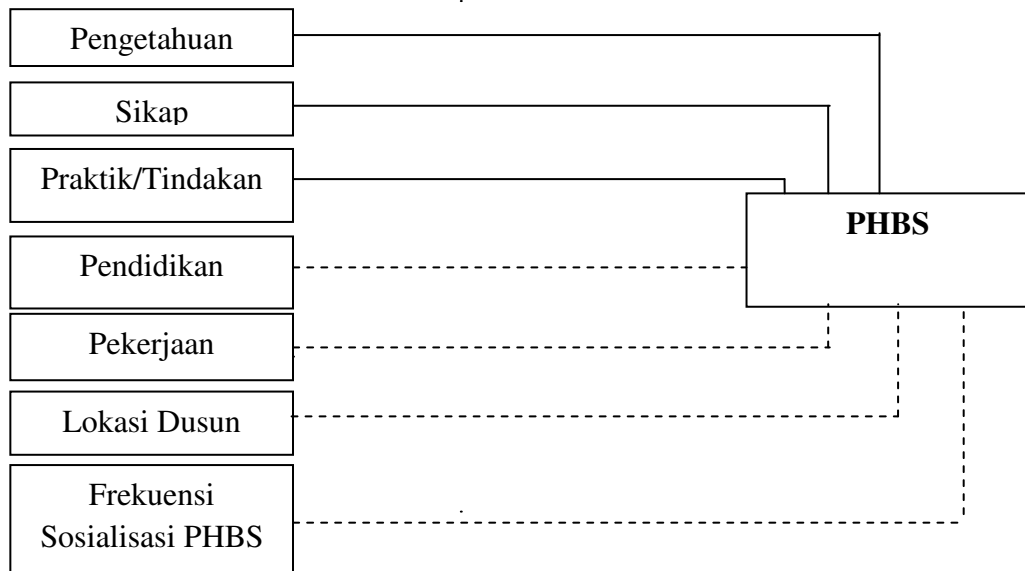 Pengetahuan
Sikap
Praktik/Tindakan
PHBS
Pendidikan
Pekerjaan
Lokasi Dusun
Frekuensi
Sosialisasi PHBS